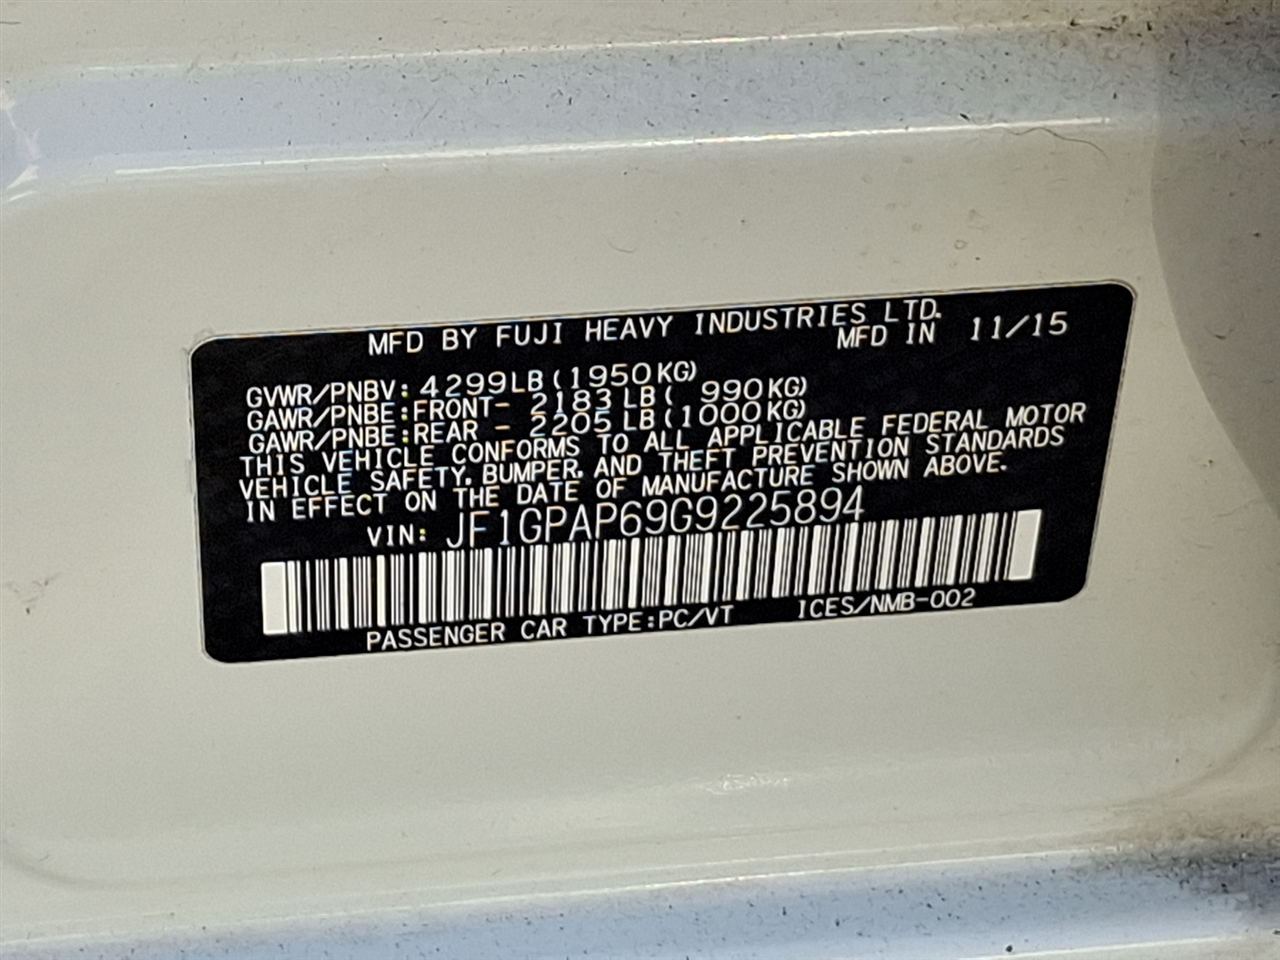 MFD BY FUJI HEAVY INDUSTRIES LTD.
MFD IN 11/15
GVWR/PNBV: 4299LB (1950KG)
GAWR/PNBE:FRONT- 2183LB( 990KG)
GAWR/PNBE:REAR - 2205LB(1000KG)
THIS VEHICLE CONFORMS TO ALL APPLICABLE FEDERAL MOTOR
VEHICLE SAFETY, BUMPER, AND THEFT PREVENTION STANDARDS
IN EFFECT ON THE DATE OF MANUFACTURE SHOWN ABOVE.
VIN: JF1GPAP69G9225894
PASSENGER CAR TYPE:PC/VT ICES/NMB-002